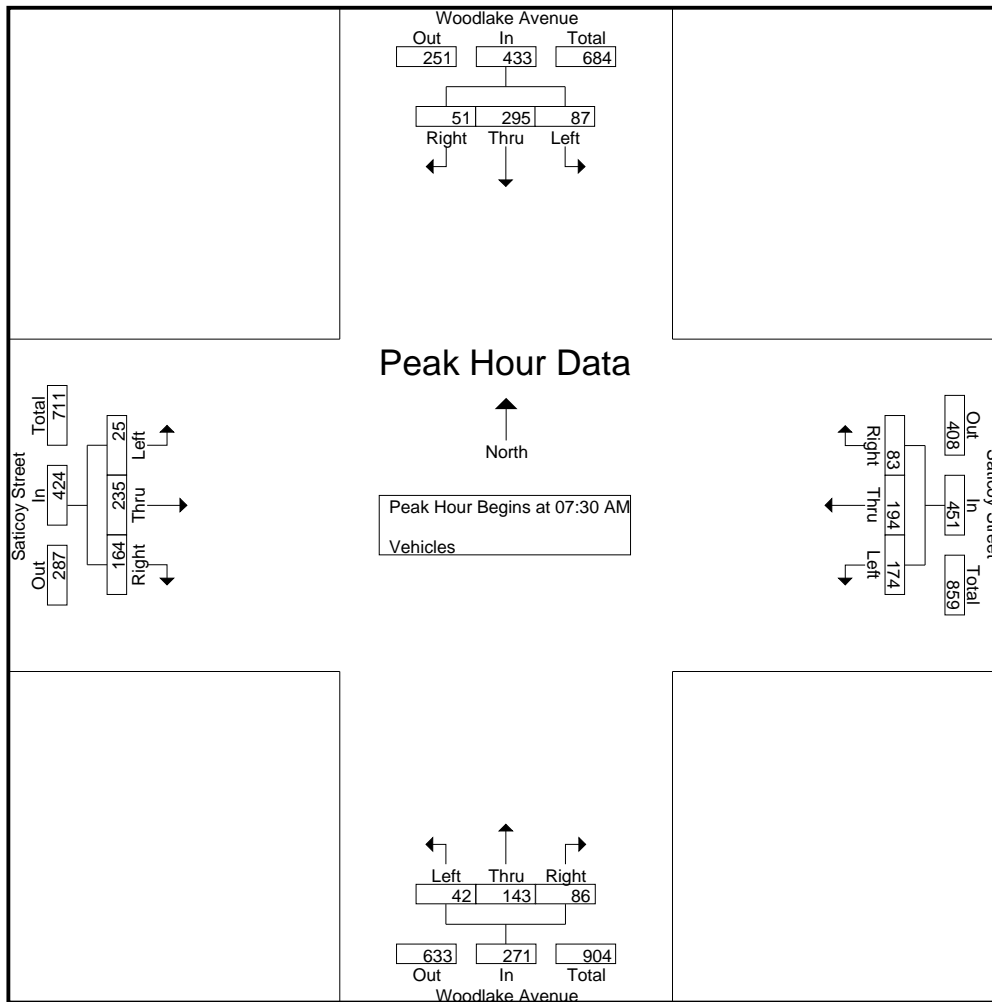 Woodlake Avenue
Out In Total
251 433 684
51 295 87
Right Thru Left
Peak Hour Data
North
Peak Hour Begins at 07:30 AM
Vehicles
Saticoy Street
Out In Total
287 424 711
164 235 25
Right Thru Left
Saticoy Street
Out In Total
408 451 859
83 194 174
Right Thru Left
Left Thru Right
42 143 86
633 271 904
Out In Total
Woodlake Avenue